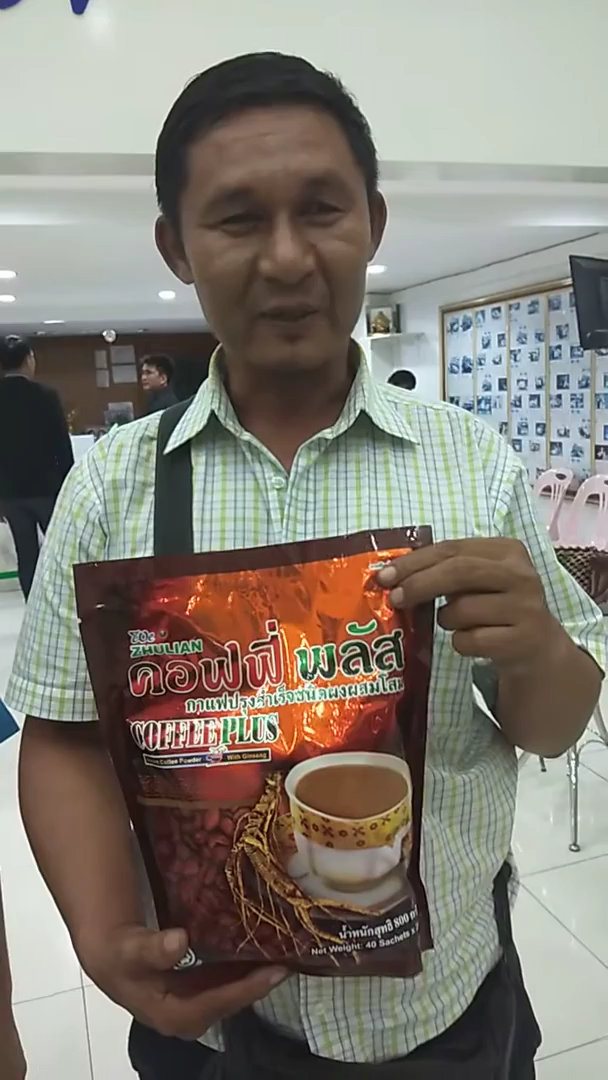 ZHULIAN
คอฟฟี่ พลัส
กาแฟปรุงสำเร็จชนิดผงผสมโสม
COFFEE PLUS
Coffee Powder With Ginseng
น้ำหนักสุทธิ 800
Net Weight: 40 Sachets x